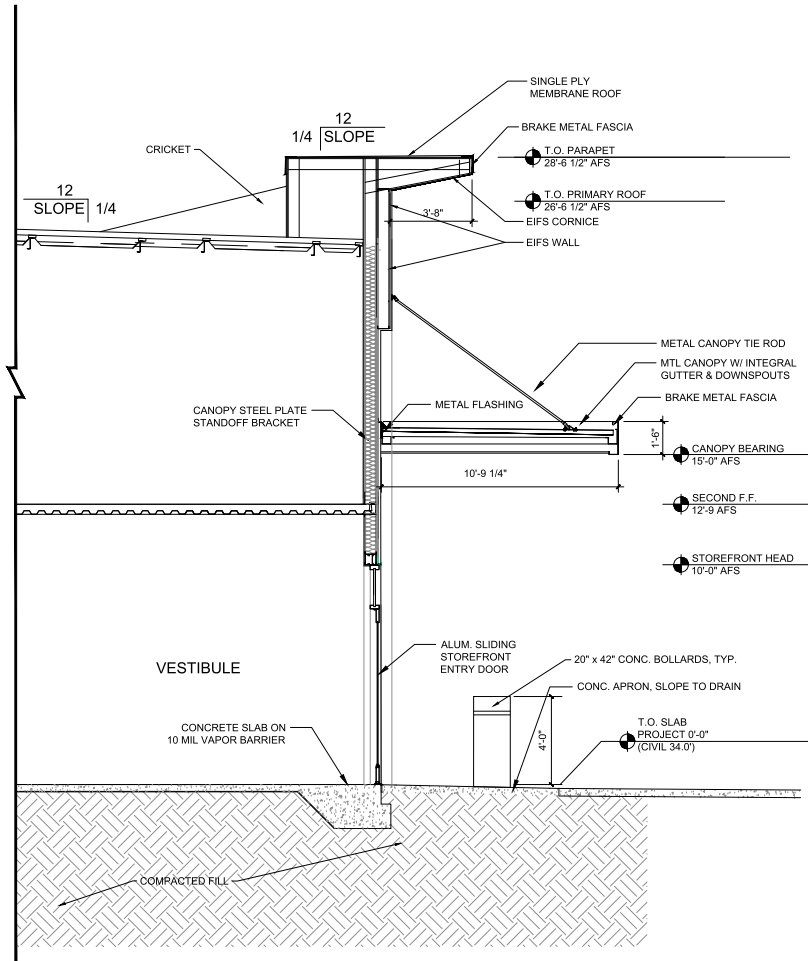 SINGLE PLY
MEMBRANE ROOF
12
1/4 SLOPE
BRAKE METAL FASCIA
CRICKET
T.O. PARAPET
28'-6 1/2" AFS
12
SLOPE 1/4
T.O. PRIMARY ROOF
26'-6 1/2" AFS
3'-8"
EIFS CORNICE
EIFS WALL
METAL CANOPY TIE ROD
MTL CANOPY W/ INTEGRAL
GUTTER & DOWNSPOUTS
BRAKE METAL FASCIA
METAL FLASHING
CANOPY STEEL PLATE
STANDOFF BRACKET
1'-6"
CANOPY BEARING
15'-0" AFS
10'-9 1/4"
SECOND F.F.
12'-9 AFS
STOREFRONT HEAD
10'-0" AFS
ALUM. SLIDING
STOREFRONT
ENTRY DOOR
20" x 42" CONC. BOLLARDS, TYP.
VESTIBULE
CONC. APRON, SLOPE TO DRAIN
CONCRETE SLAB ON
10 MIL VAPOR BARRIER
4'-0"
T.O. SLAB
PROJECT 0'-0"
(CIVIL 34.0')
COMPACTED FILL